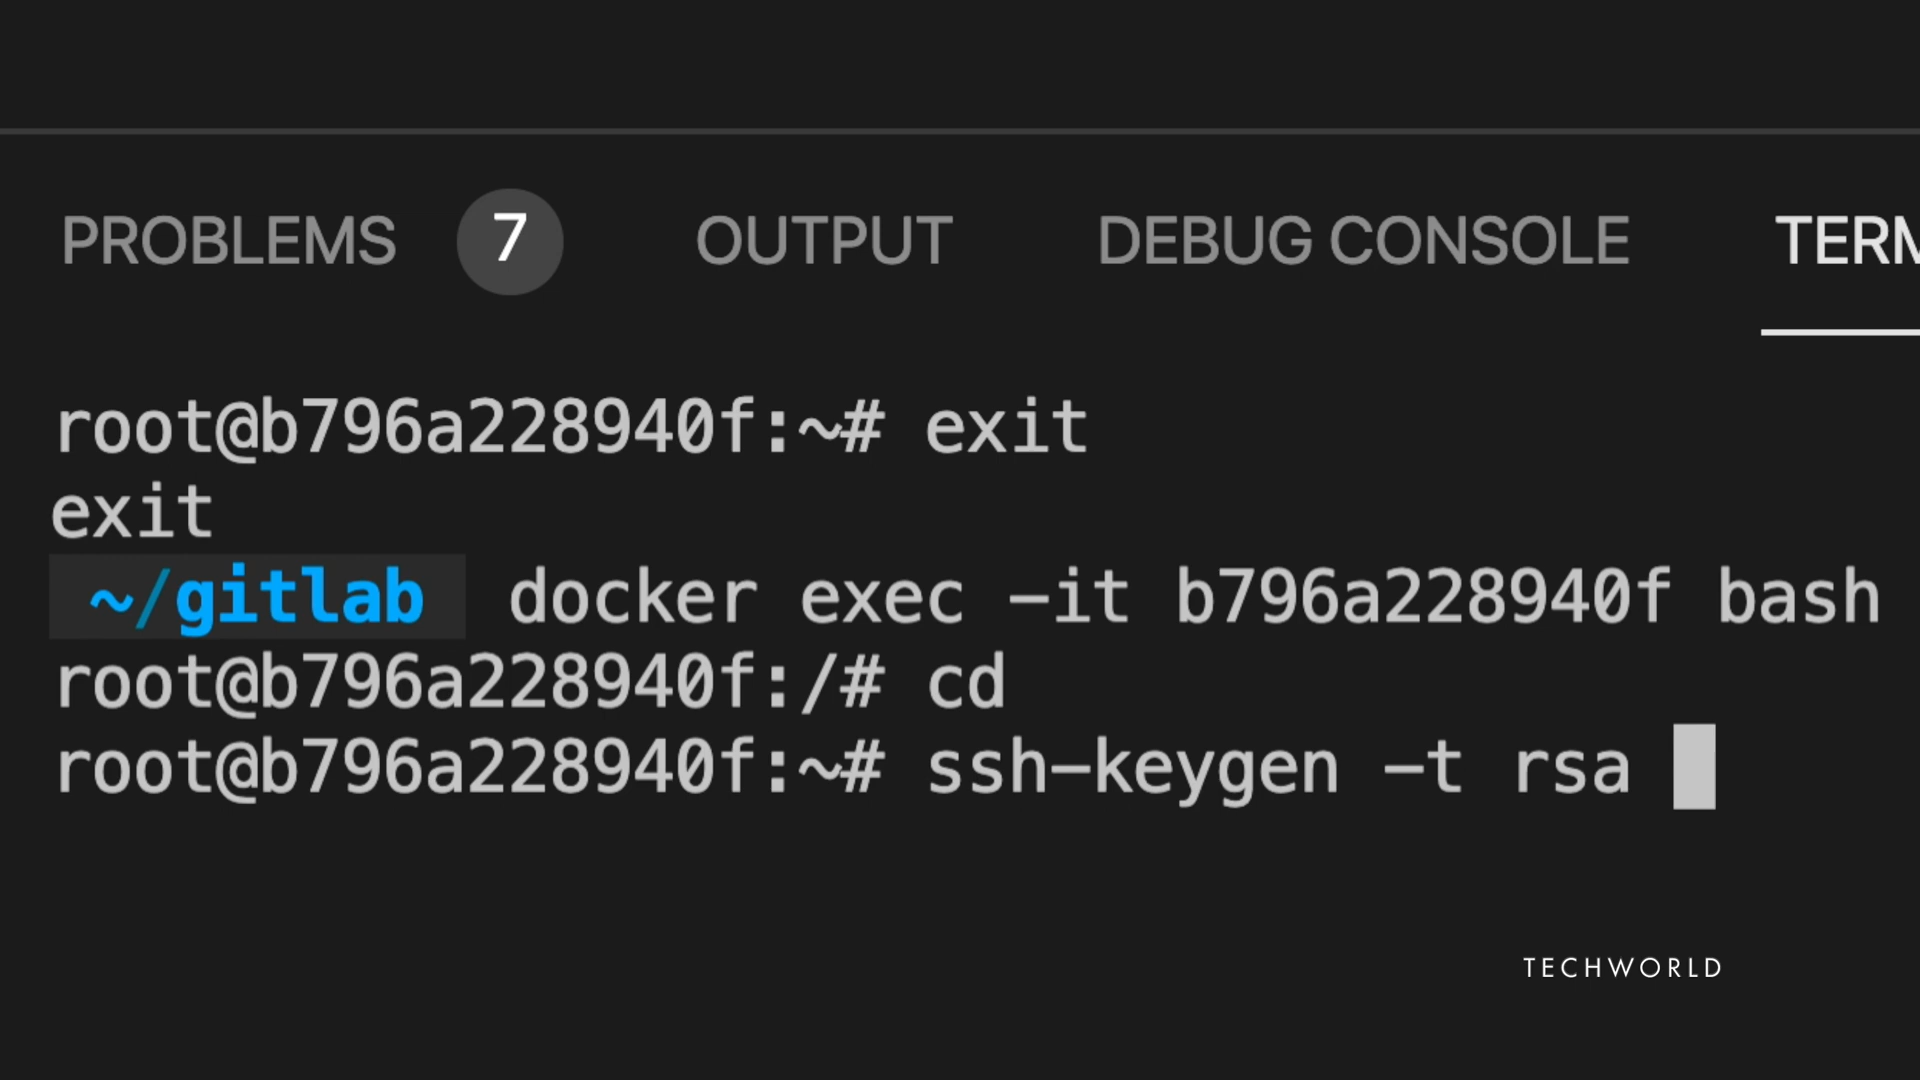 PROBLEMS 7 OUTPUT DEBUG CONSOLE TERM
root@b796a228940f:~# exit
exit
~/gitlab docker exec -it b796a228940f bash
root@b796a228940f:/# cd
root@b796a228940f:~# ssh-keygen -t rsa
TECHWORLD